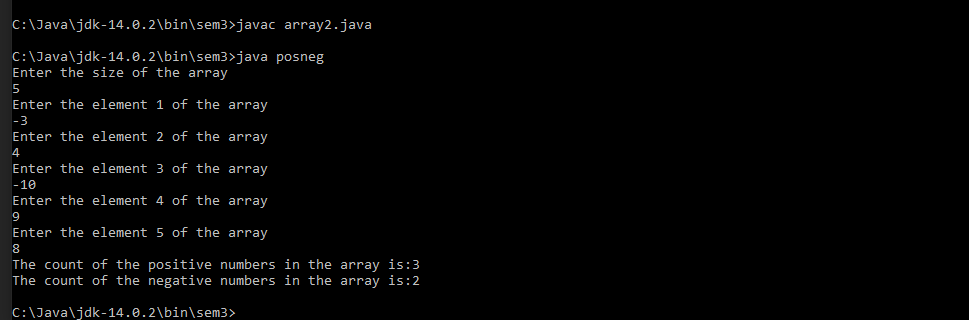 C:\Java\jdk-14.0.2\bin\sem3>javac array2.java
C:\Java\jdk-14.0.2\bin\sem3>java posneg
Enter the size of the array
5
Enter the element 1 of the array
-3
Enter the element 2 of the array
4
Enter the element 3 of the array
-10
Enter the element 4 of the array
9
Enter the element 5 of the array
8
The count of the positive numbers in the array is:3
The count of the negative numbers in the array is:2
C:\Java\jdk-14.0.2\bin\sem3>